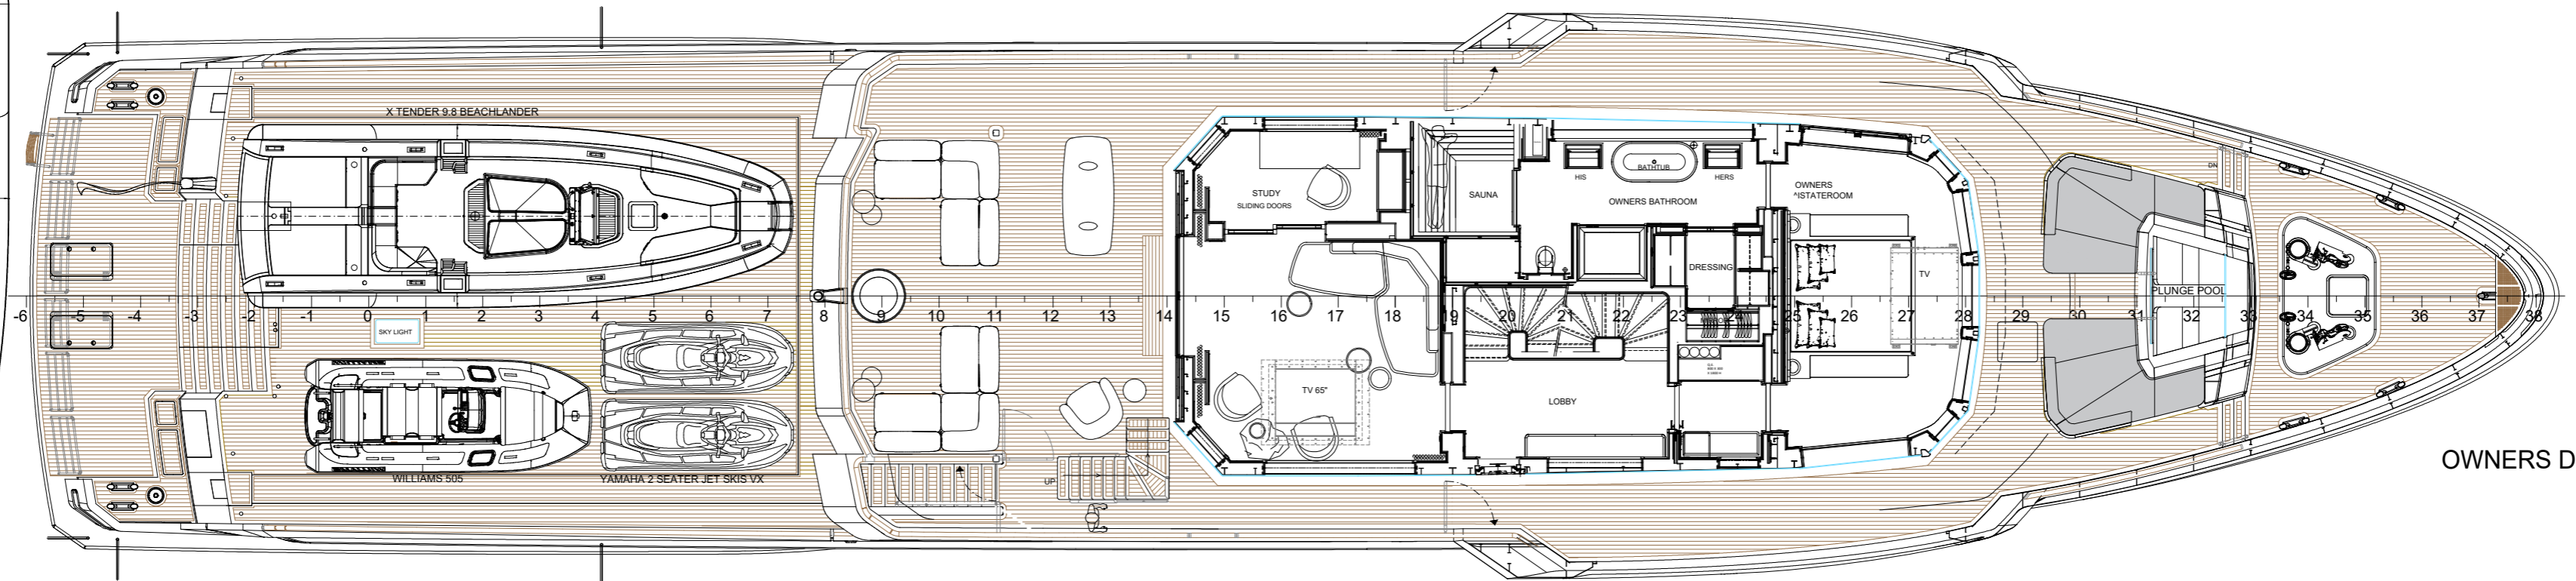 X TENDER 9.8 BEACHLANDER
STUDY
SLIDING DOORS
SAUNA
HIS
BATHTUB
HERS
OWNERS BATHROOM
OWNERS
^ISTATEROOM
DN
DRESSING
TV
PLUNGE POOL
-6 -5 -4 -3 -2 -1 0 1 2 3 4 5 6 7 8 9 10 11 12 13 14 15 16 17 18 19 20 21 22 23 24 25 26 27 28 29 30 31 32 33 34 35 36 37 38
SKY LIGHT
TV 65"
LOBBY
OWNERS D
WILLIAMS 505
YAMAHA 2 SEATER JET SKIS VX
UP